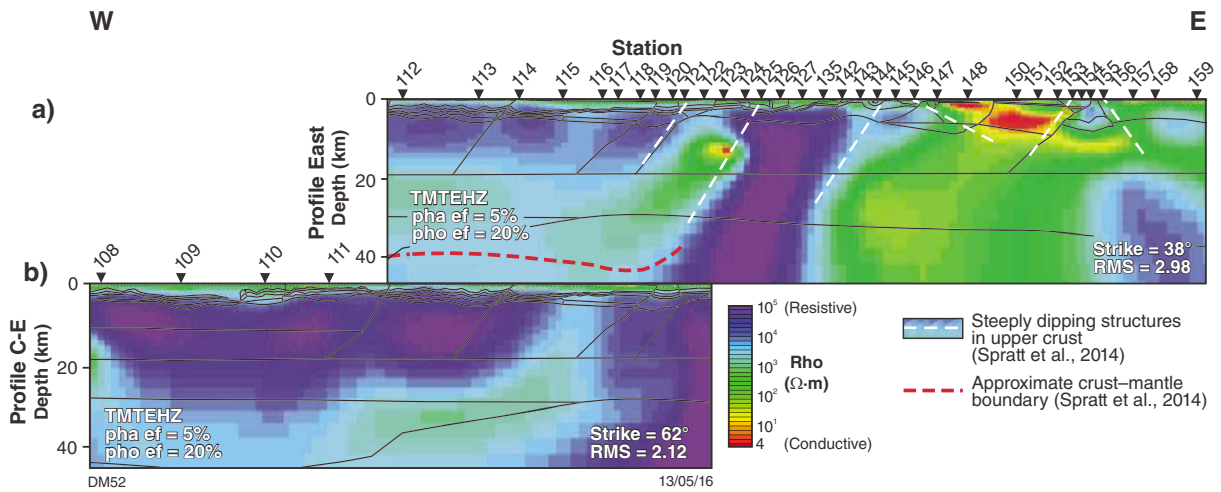 W
E
Station
112 113 114 115 116 117 118 119 120 121 122 123 124 125 126 127 135 142 143 144 145 146 147 148 150 151 152 153 154 155 156 157 158 159
a)
0
20
40
Profile East
Depth (km)
TMTEHZ
pha ef = 5%
pho ef = 20%
Strike = 38°
RMS = 2.98
108 109 110 111
b)
0
20
40
Profile C-E
Depth (km)
TMTEHZ
pha ef = 5%
pho ef = 20%
Strike = 62°
RMS = 2.12
10⁵ (Resistive)
10⁴
10³
10²
10¹
4 (Conductive)
Rho
(Ω·m)
Steeply dipping structures
in upper crust
(Spratt et al., 2014)
Approximate crust–mantle
boundary (Spratt et al., 2014)
DM52
13/05/16